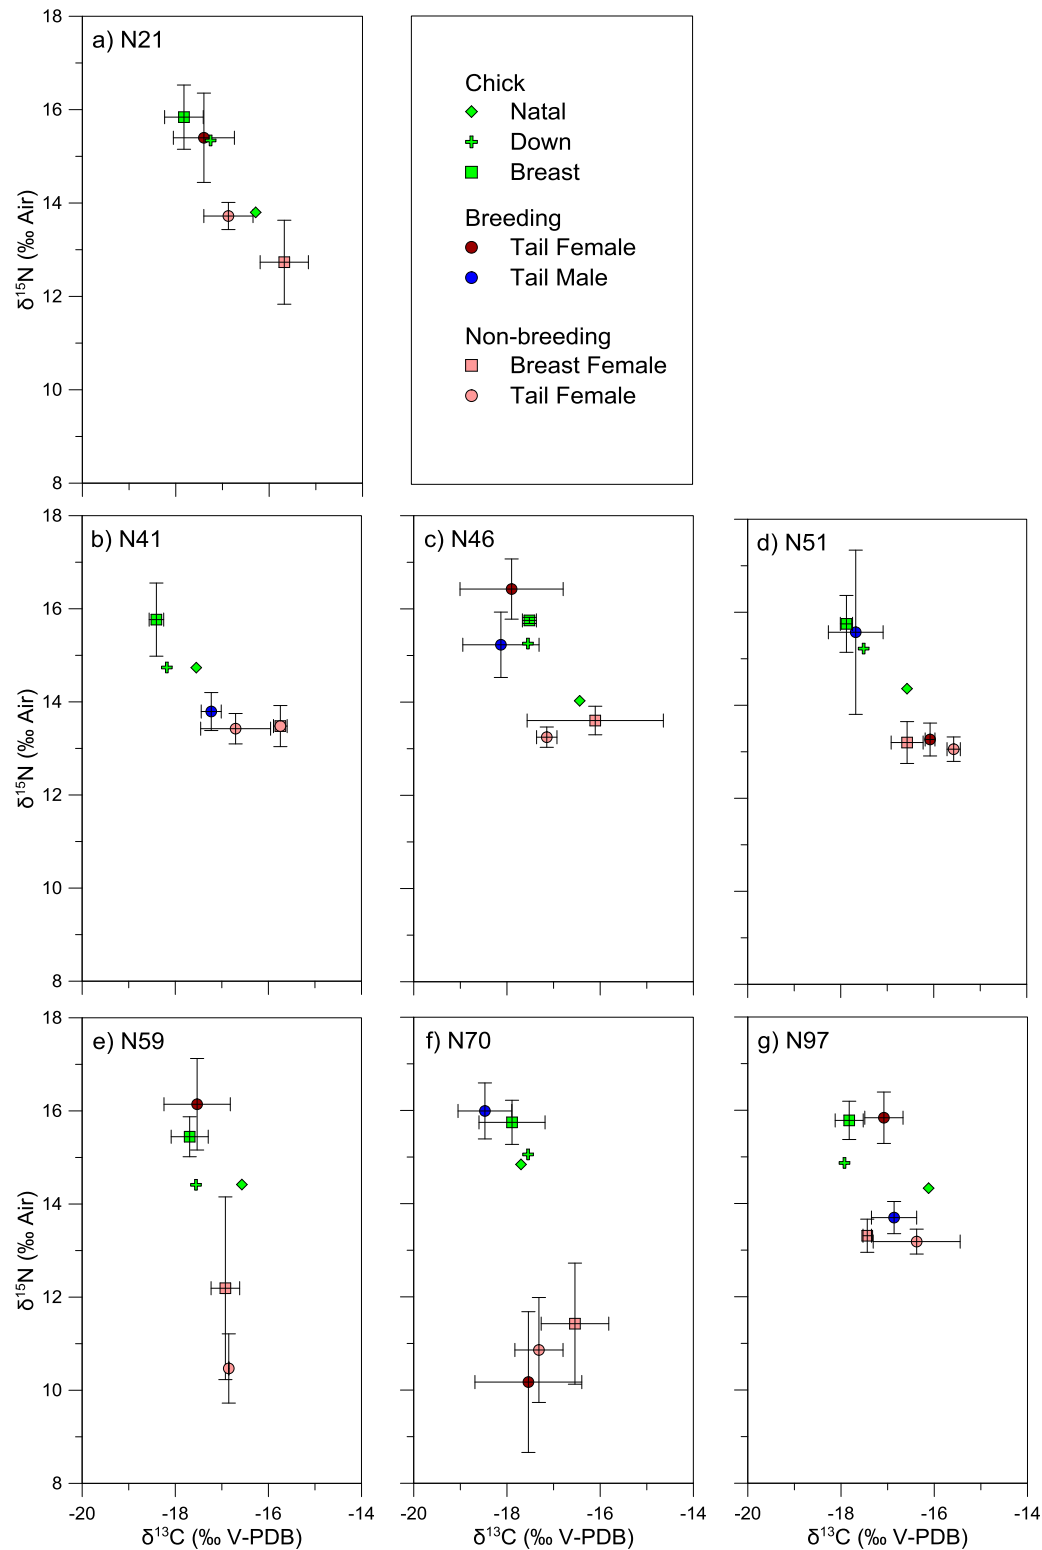 a) N21
18
16
14
12
10
8
δ15N (‰ Air)
Chick
Natal
Down
Breast
Breeding
Tail Female
Tail Male
Non-breeding
Breast Female
Tail Female
b) N41
18
16
14
12
10
8
δ15N (‰ Air)
c) N46
d) N51
e) N59
18
16
14
12
10
8
δ15N (‰ Air)
-20 -18 -16 -14
δ13C (‰ V-PDB)
f) N70
-20 -18 -16 -14
δ13C (‰ V-PDB)
g) N97
-20 -18 -16 -14
δ13C (‰ V-PDB)